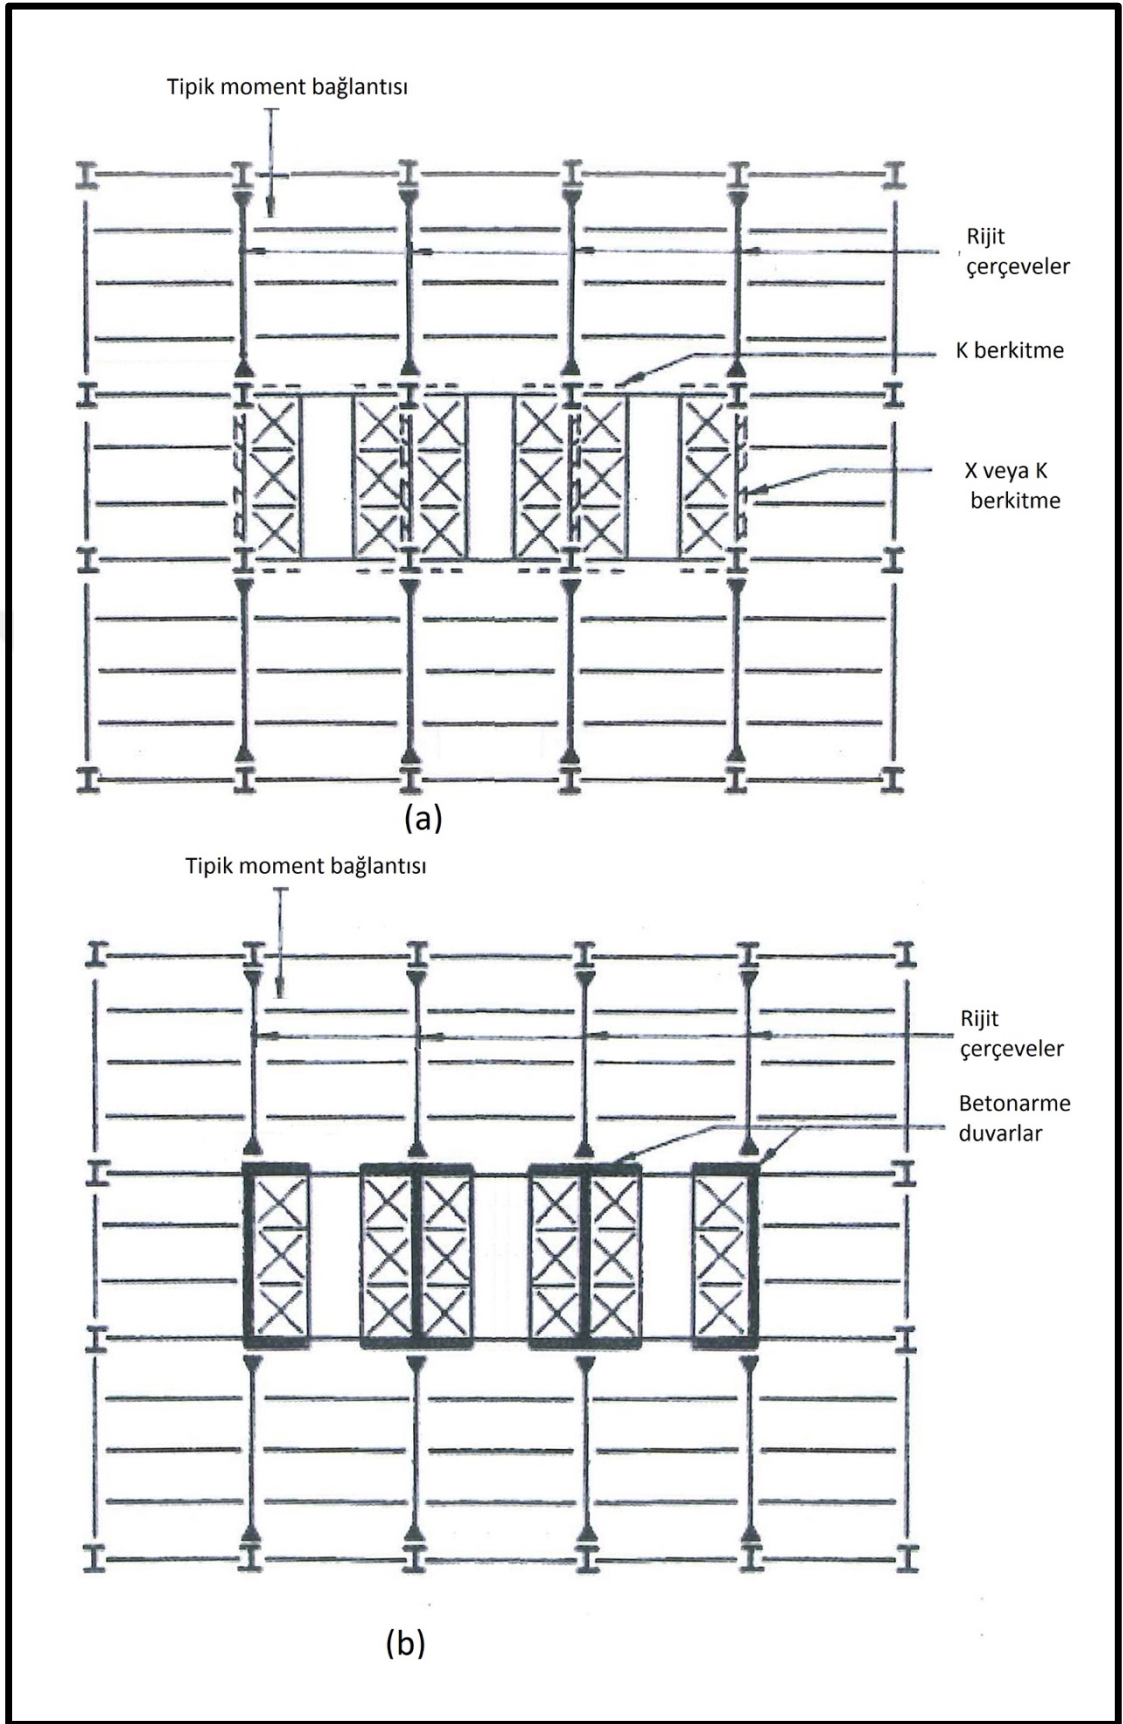 Tipik moment bağlantısı
Rijit
çerçeveler
K berkitme
X veya K
berkitme
(a)
Tipik moment bağlantısı
Rijit
çerçeveler
Betonarme
duvarlar
(b)